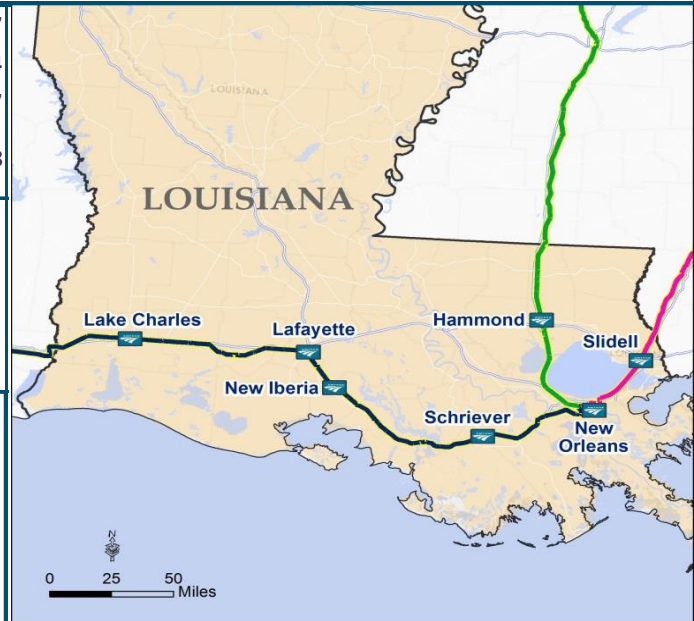 LOUISIANA
LOUISIANA
Lake Charles
Lafayette
Hammond
Slidell
New Iberia
Schriever
New
Orleans
N
0 25 50
Miles